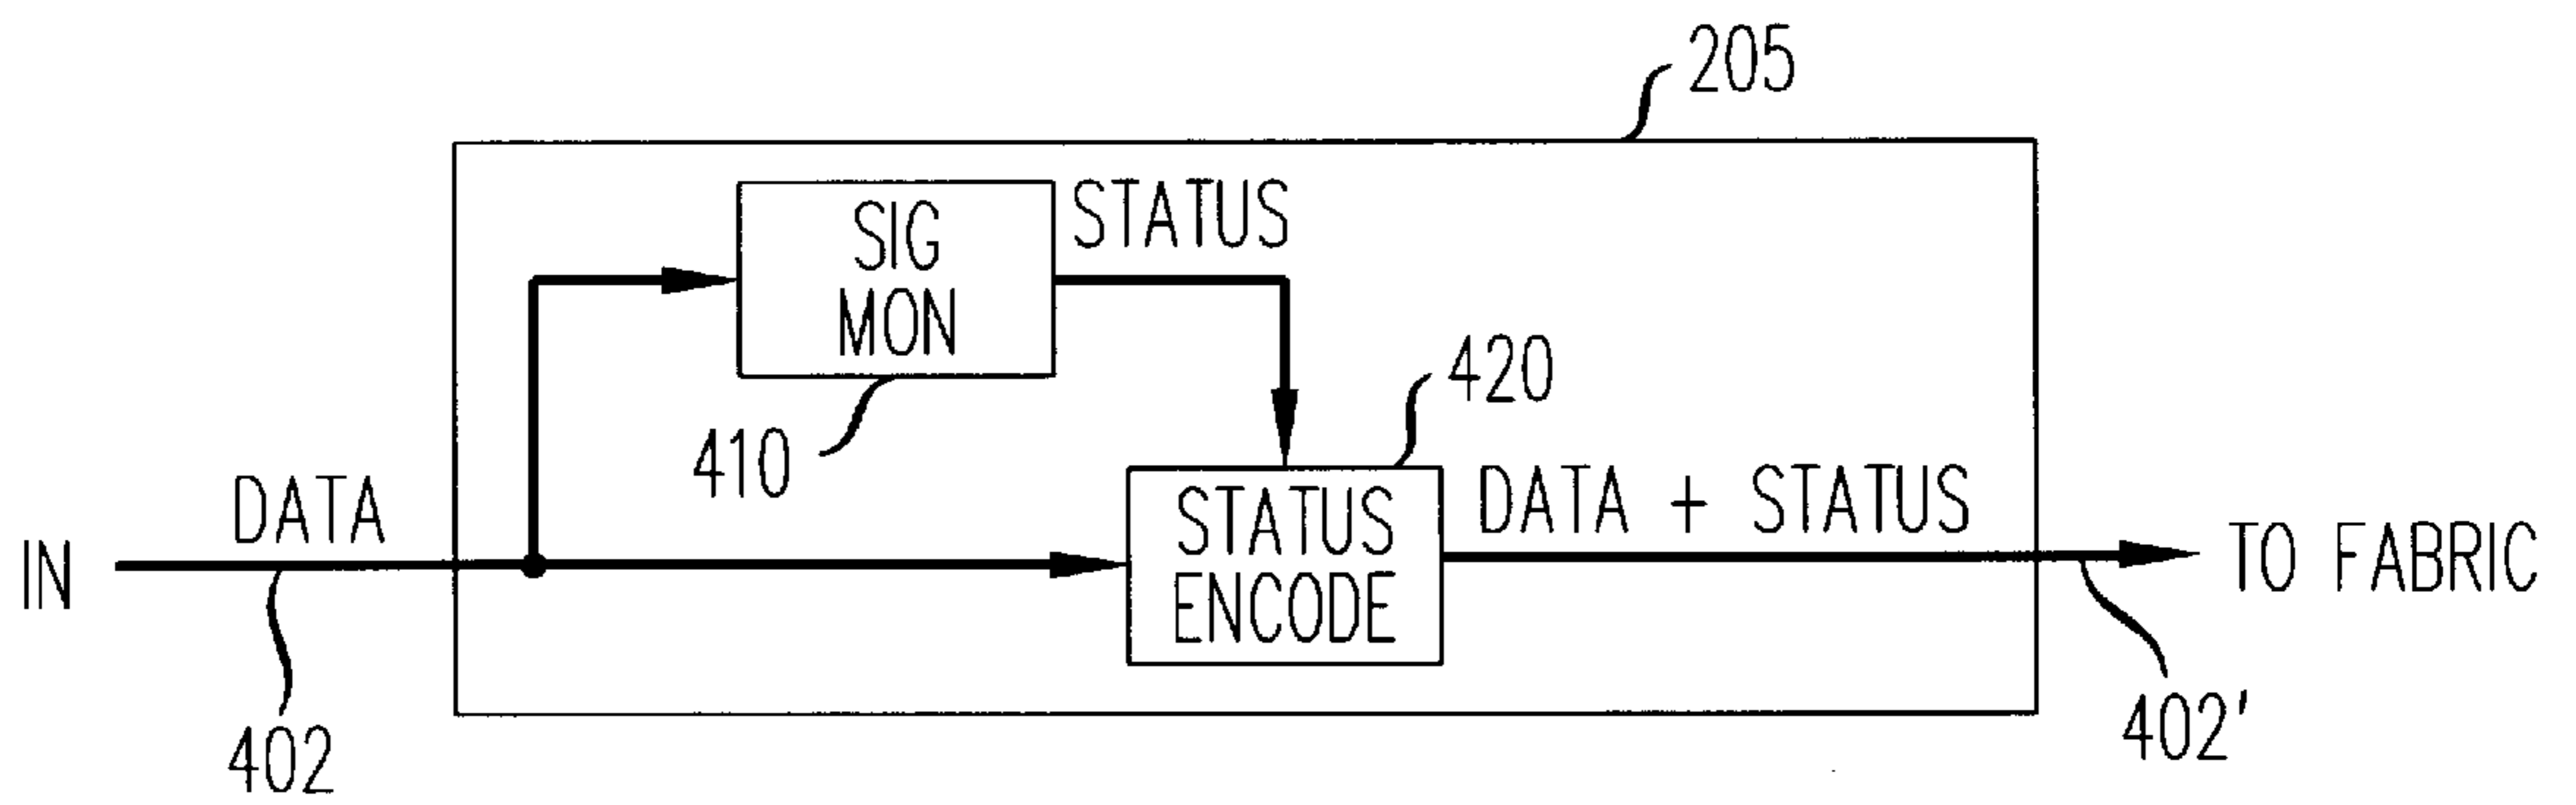 205
SIG
MON
STATUS
420
410
DATA
IN
STATUS
ENCODE
DATA + STATUS
TO FABRIC
402
402'